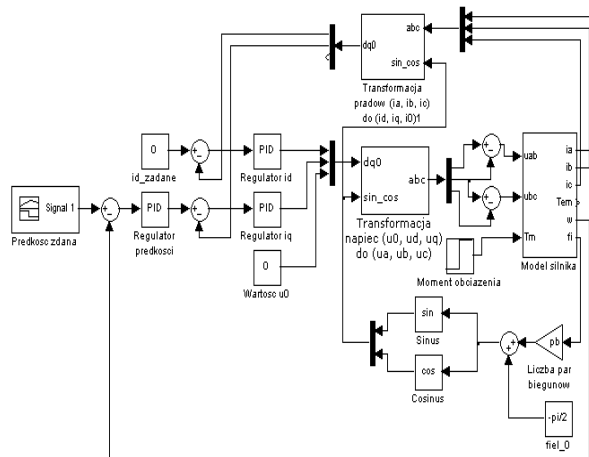 abc
dq0
sin_cos
Transformacja
pradow (ia, ib, ic)
do (id, iq, i0)1
0
id_zadane
+
-
PID
Regulator id
dq0
sin_cos
abc
Transformacja
napiec (u0, ud, uq)
do (ua, ub, uc)
+
-
+
-
uab
ubc
Tm
ia
ib
ic
Tem
w
fi
Model silnika
Signal 1
Predkosc zdana
+
-
PID
Regulator
predkosci
+
-
PID
Regulator iq
0
Wartosc u0
Moment obciazenia
sin
Sinus
cos
Cosinus
+
+
pb
Liczba par
biegunow
-pi/2
fiel_0